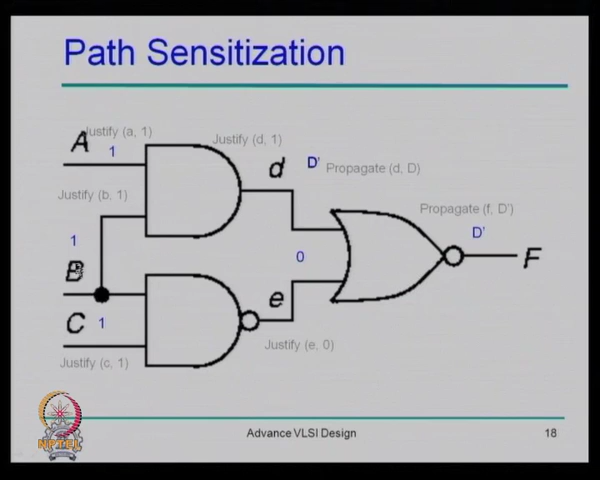 Path Sensitization
Justify (a, 1)
A
1
Justify (d, 1)
d
D'
Propagate (d, D)
Justify (b, 1)
Propagate (f, D')
D'
1
0
F
B
e
C
1
Justify (e, 0)
Justify (c, 1)
NPTEL
Advance VLSI Design
18